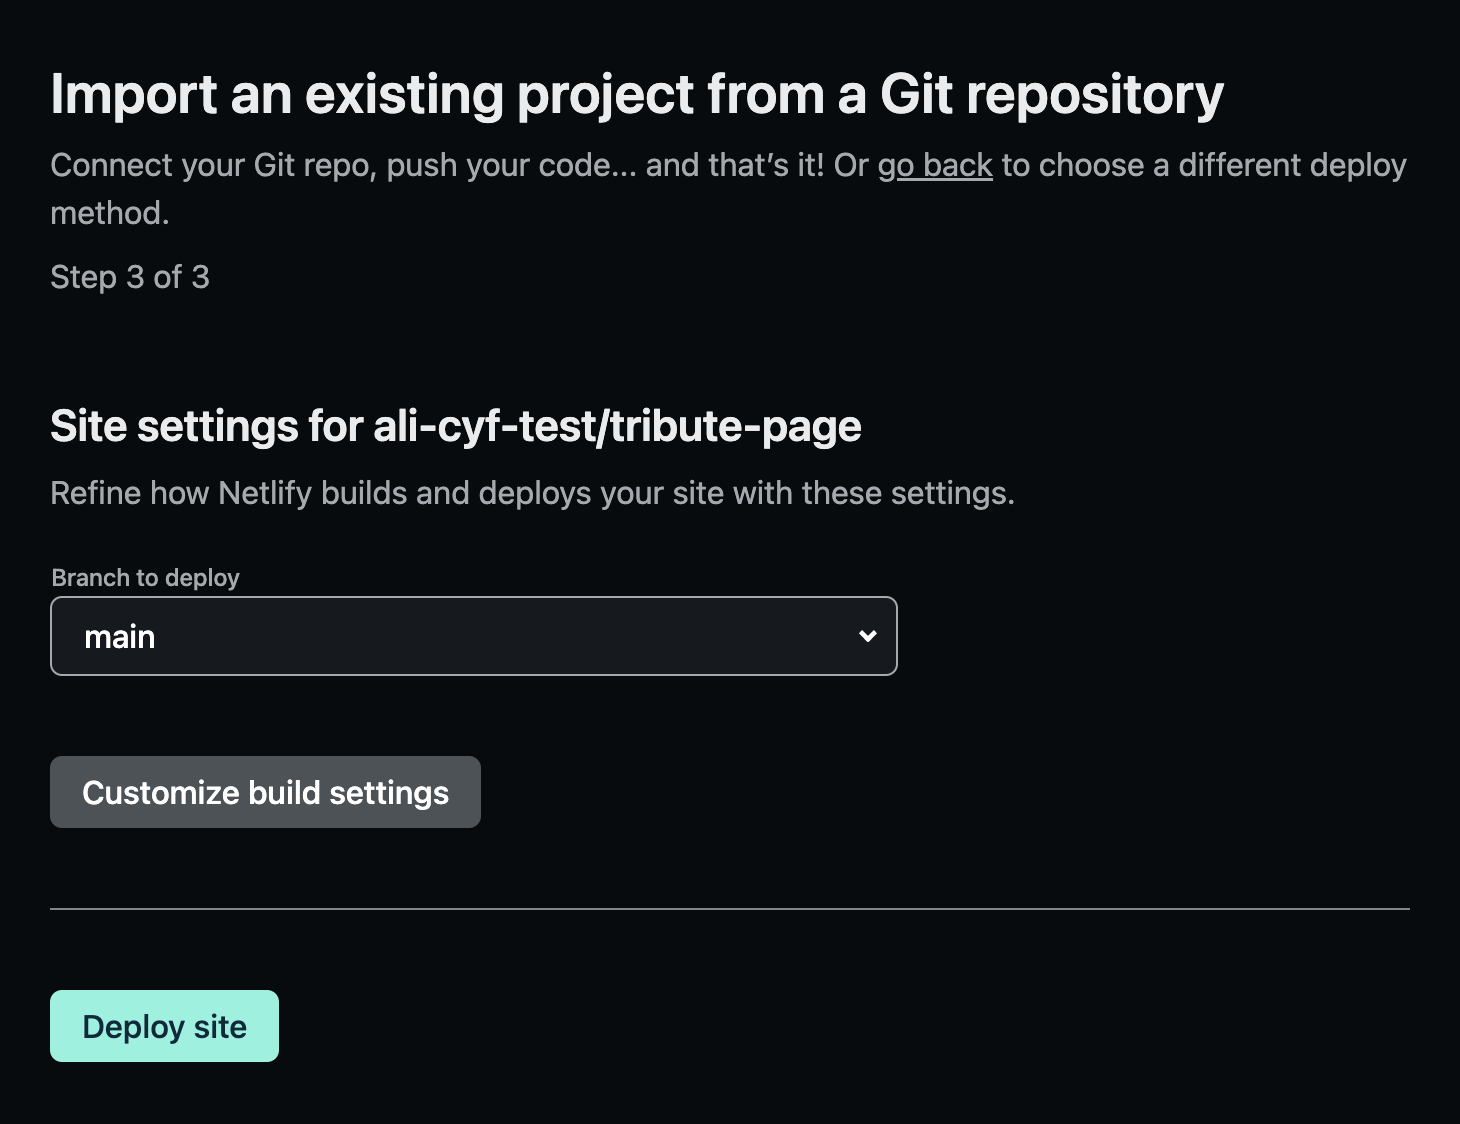 Import an existing project from a Git repository
Connect your Git repo, push your code... and that’s it! Or go back to choose a different deploy
method.
Step 3 of 3
Site settings for ali-cyf-test/tribute-page
Refine how Netlify builds and deploys your site with these settings.
Branch to deploy
main
Customize build settings
Deploy site